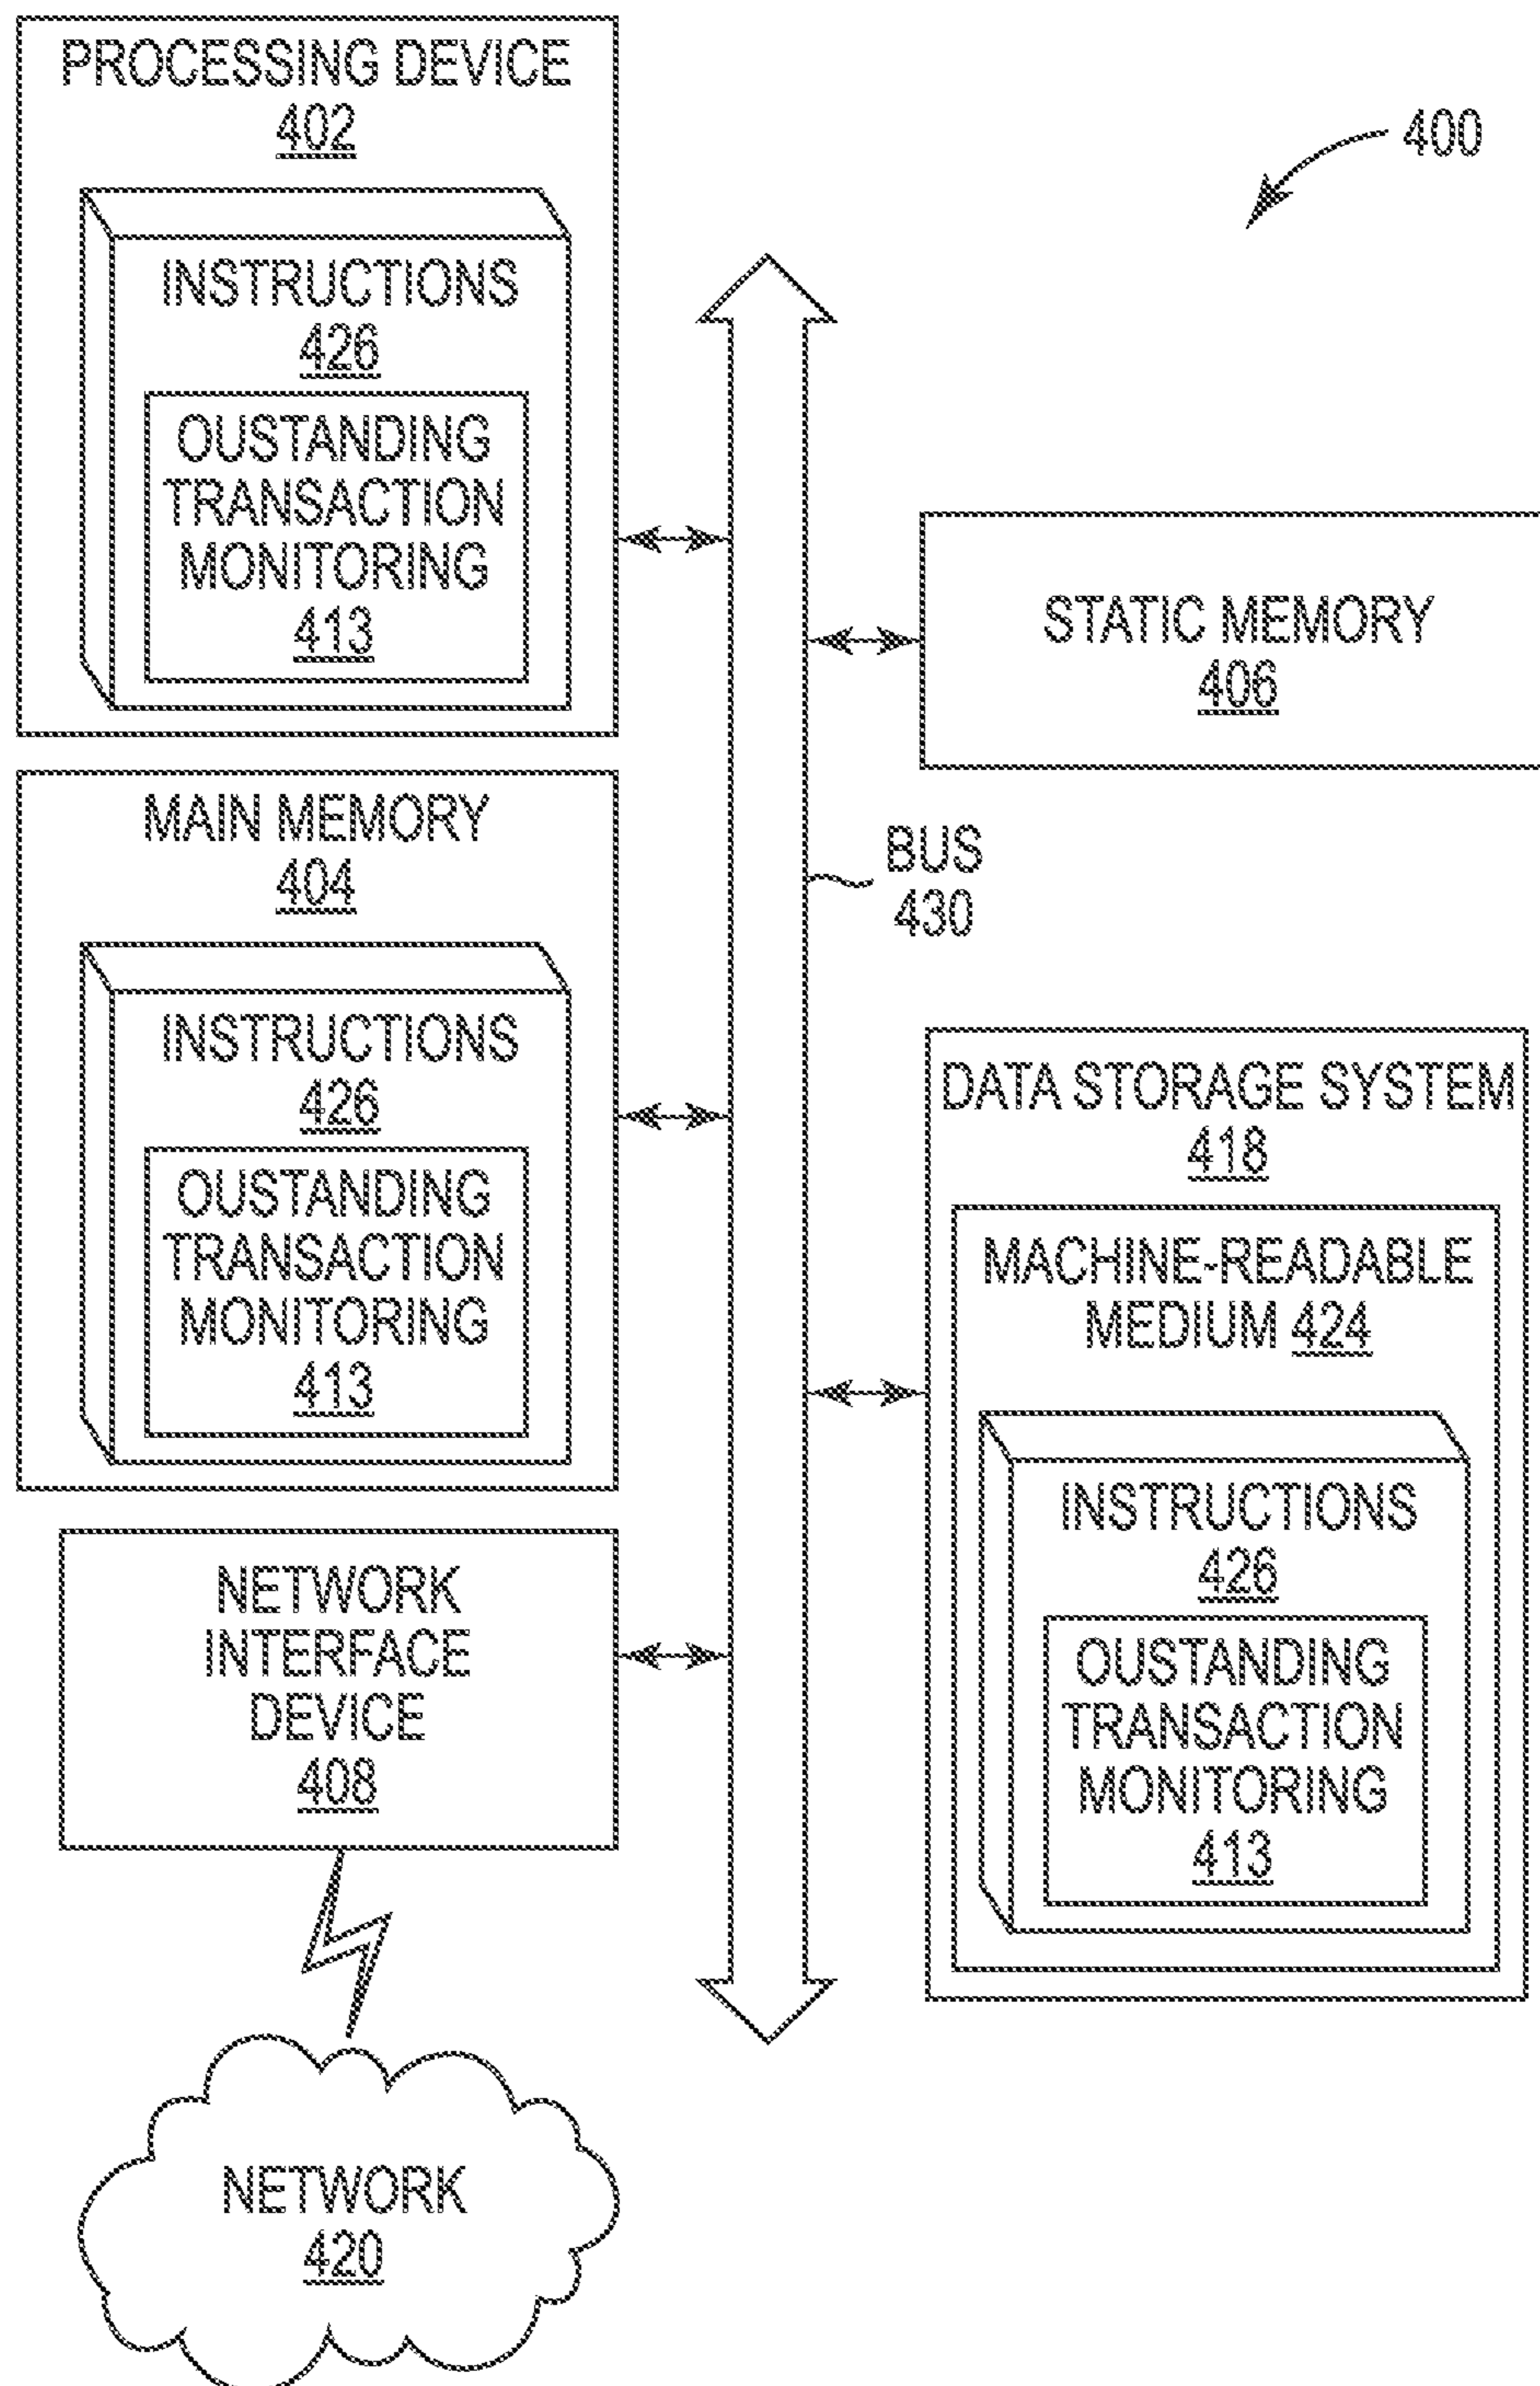 PROCESSING DEVICE
402
INSTRUCTIONS
426
OUSTANDING
TRANSACTION
MONITORING
413
400
MAIN MEMORY
404
INSTRUCTIONS
426
OUSTANDING
TRANSACTION
MONITORING
413
NETWORK
INTERFACE
DEVICE
408
NETWORK
420
BUS
430
STATIC MEMORY
406
DATA STORAGE SYSTEM
418
MACHINE-READABLE
MEDIUM 424
INSTRUCTIONS
426
OUSTANDING
TRANSACTION
MONITORING
413